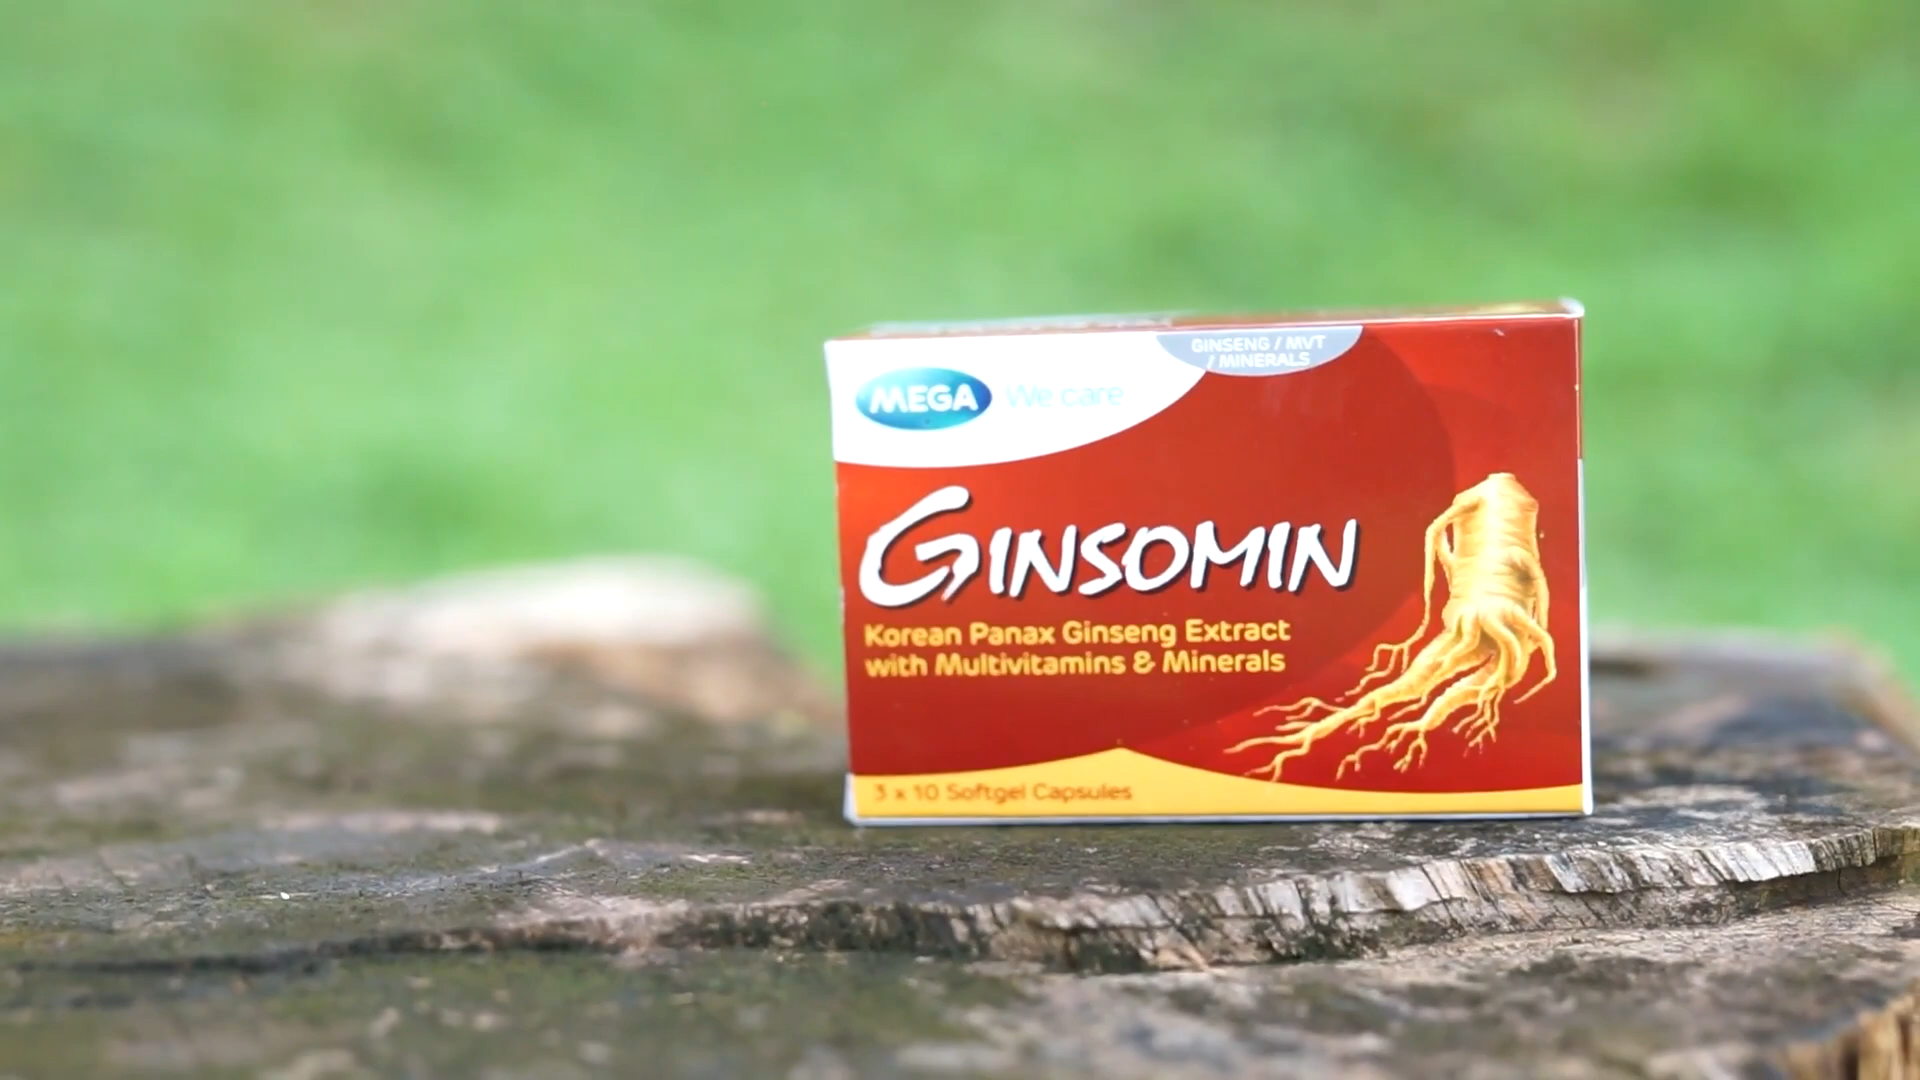 GINSENG / MVT
/ MINERALS
MEGA We care
GINSOMIN
Korean Panax Ginseng Extract
with Multivitamins & Minerals
3 x 10 Softgel Capsules